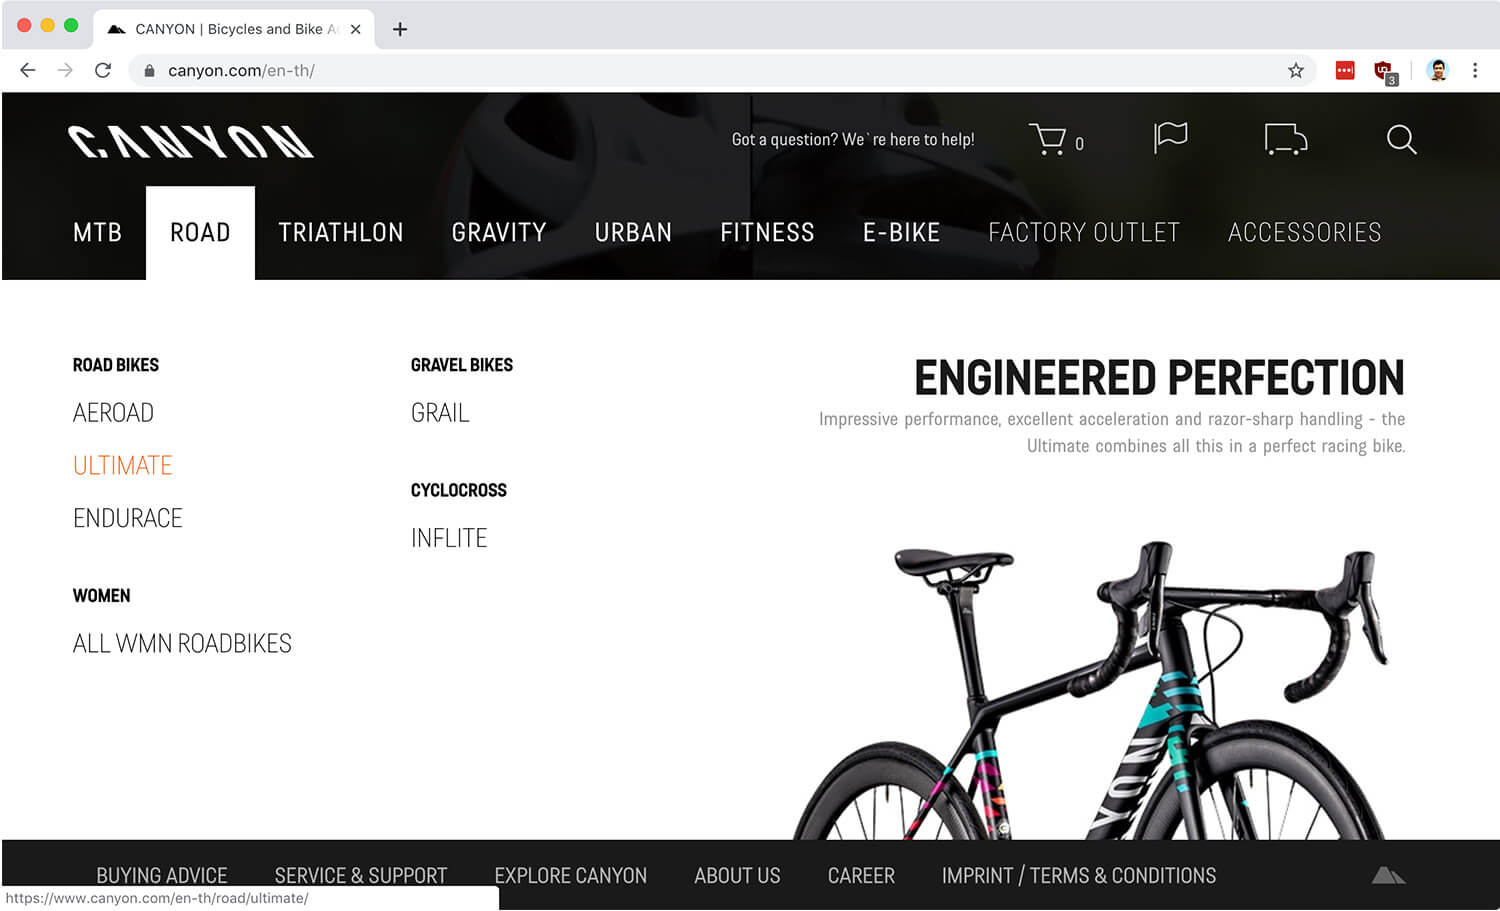 CANYON | Bicycles and Bike Ac
canyon.com/en-th/
3
CANYON
Got a question? We`re here to help!
0
MTB ROAD TRIATHLON GRAVITY URBAN FITNESS E-BIKE FACTORY OUTLET ACCESSORIES
ROAD BIKES
AEROAD
ULTIMATE
ENDURACE
WOMEN
ALL WMN ROADBIKES
GRAVEL BIKES
GRAIL
CYCLOCROSS
INFLITE
ENGINEERED PERFECTION
Impressive performance, excellent acceleration and razor-sharp handling - the
Ultimate combines all this in a perfect racing bike.
BUYING ADVICE SERVICE & SUPPORT EXPLORE CANYON ABOUT US CAREER IMPRINT / TERMS & CONDITIONS
https://www.canyon.com/en-th/road/ultimate/